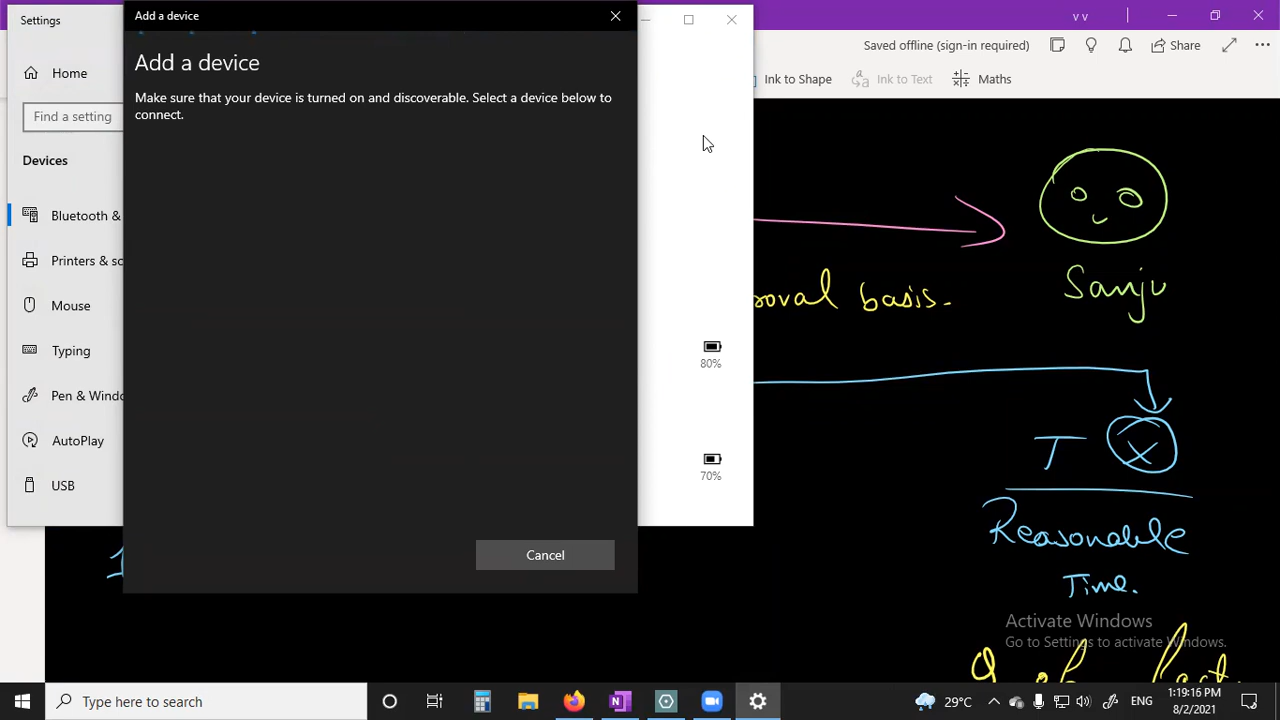 Settings
Add a device
v v
Saved offline (sign-in required)
Share
Ink to Shape
Ink to Text
Maths
Home
Find a setting
Devices
Bluetooth &
Printers & sc
Mouse
Typing
Pen & Windo
AutoPlay
USB
Add a device
Make sure that your device is turned on and discoverable. Select a device below to
connect.
Cancel
80%
70%
Sanju
roval basis.
T X
Reasonable
Time.
Activate Windows
Go to Settings to activate Windows.
Type here to search
29°C
ENG
1:19:16 PM
8/2/2021